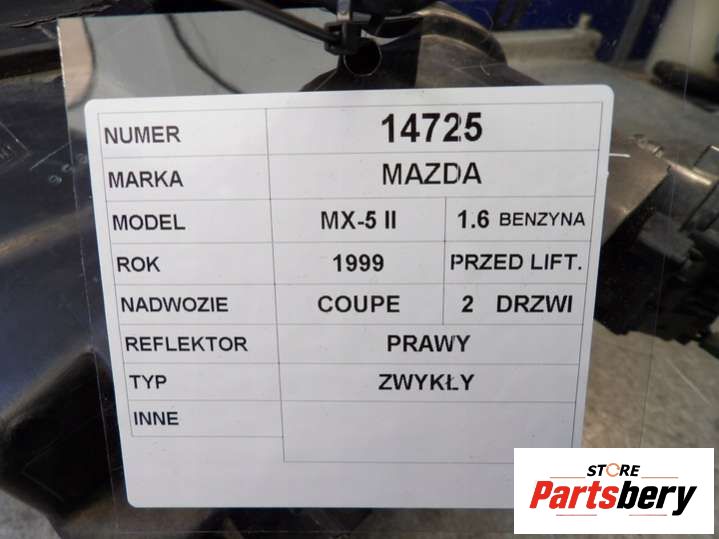 NUMER 14725
MARKA MAZDA
MODEL MX-5 II 1.6 BENZYNA
ROK 1999 PRZED LIFT.
NADWOZIE COUPE 2 DRZWI
REFLEKTOR PRAWY
TYP ZWYKŁY
INNE
STORE
Partsbery